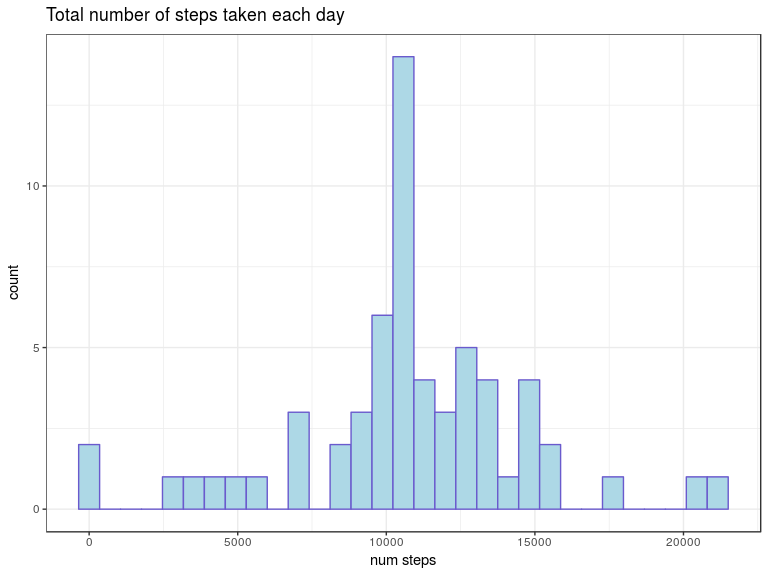 Total number of steps taken each day
count
10
5
0
0 5000 10000 15000 20000
num steps